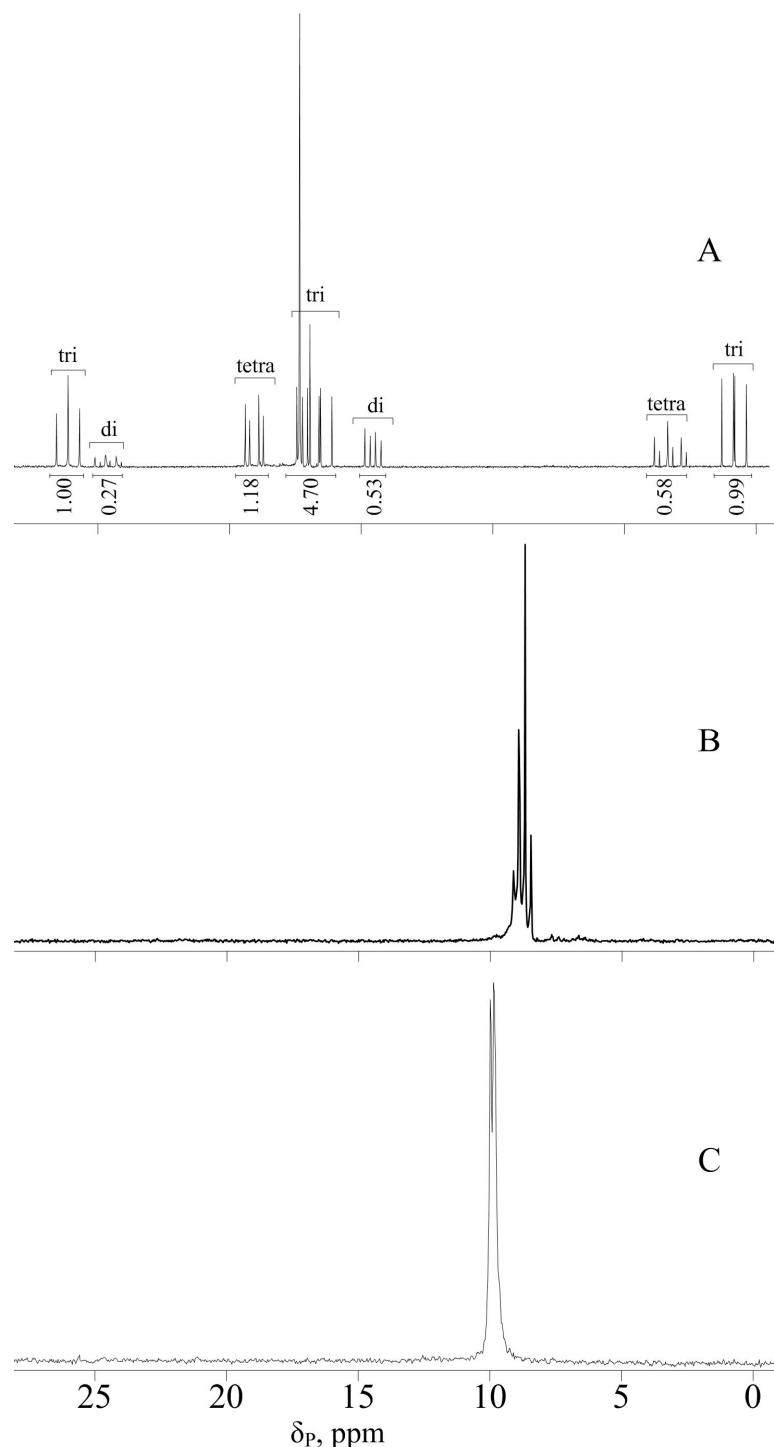 A
tri
tri
tetra
tri
di
di
tetra
1.00
0.27
1.18
4.70
0.53
0.58
0.99
B
C
25 20 15 10 5 0
δP, ppm